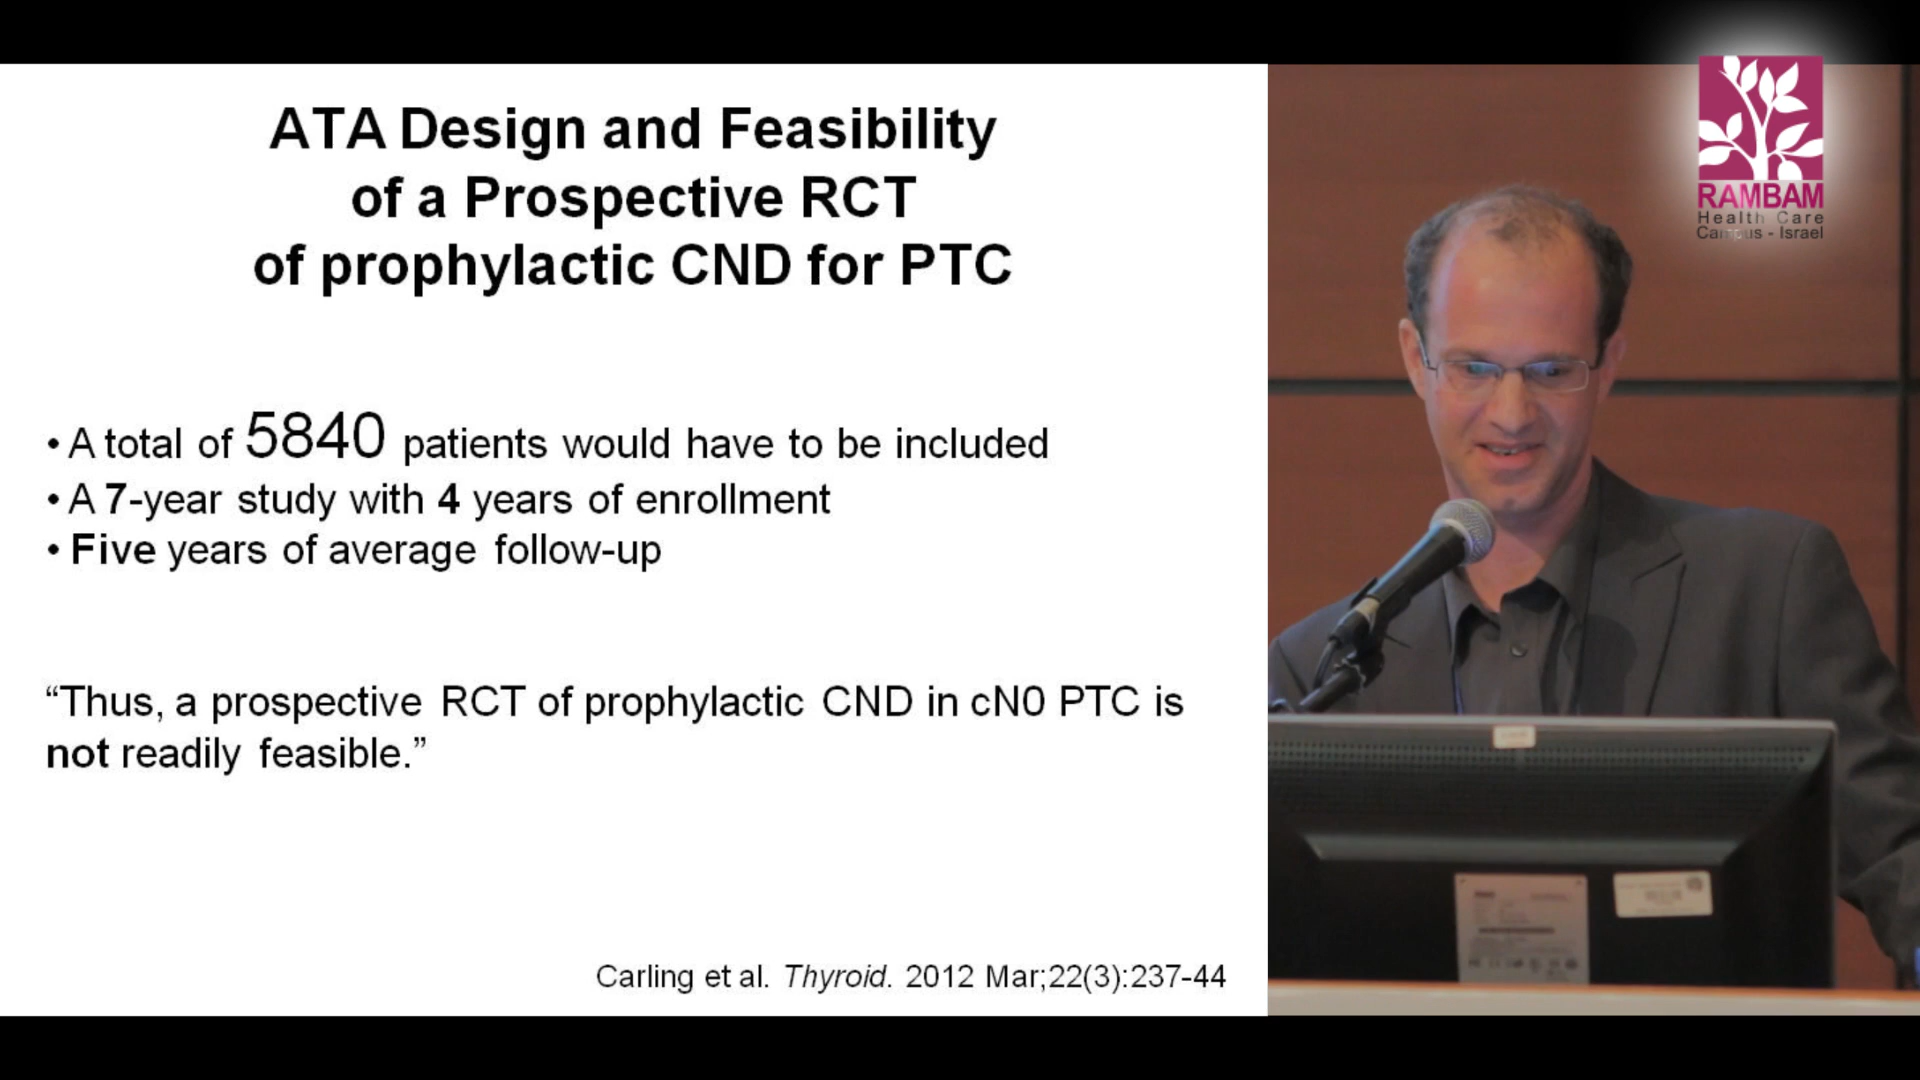 ATA Design and Feasibility
of a Prospective RCT
of prophylactic CND for PTC
• A total of 5840 patients would have to be included
• A 7-year study with 4 years of enrollment
• Five years of average follow-up
“Thus, a prospective RCT of prophylactic CND in cN0 PTC is
not readily feasible.”
Carling et al. Thyroid. 2012 Mar;22(3):237-44
RAMBAM
Health Care
Campus - Israel